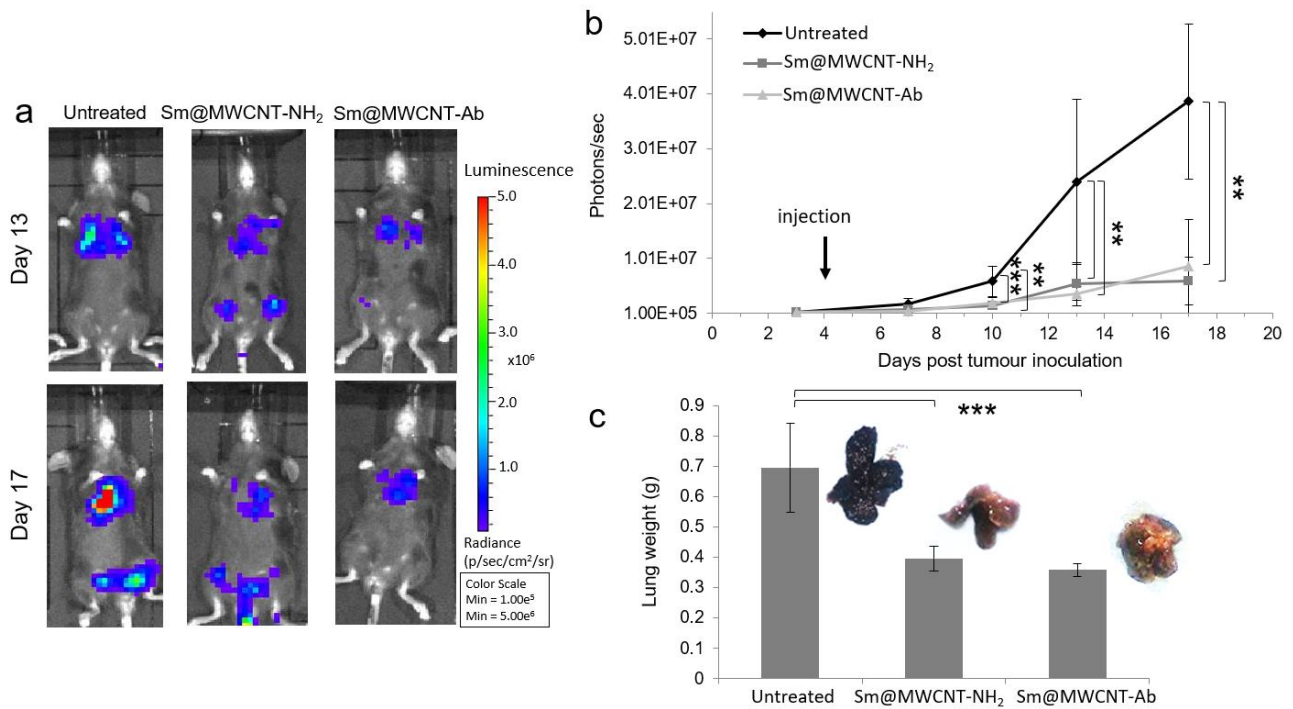 a
Untreated Sm@MWCNT-NH₂ Sm@MWCNT-Ab
Day 13
Day 17
Luminescence
5.0
4.0
3.0
x10⁶
2.0
1.0
Radiance
(p/sec/cm²/sr)
Color Scale
Min = 1.00e⁵
Min = 5.00e⁶
b
Untreated
Sm@MWCNT-NH₂
Sm@MWCNT-Ab
Photons/sec
5.01E+07
4.01E+07
3.01E+07
2.01E+07
1.01E+07
1.00E+05
injection
***
**
**
**
0 2 4 6 8 10 12 14 16 18 20
Days post tumour inoculation
c
***
Lung weight (g)
0.9
0.8
0.7
0.6
0.5
0.4
0.3
0.2
0.1
0
Untreated Sm@MWCNT-NH₂ Sm@MWCNT-Ab